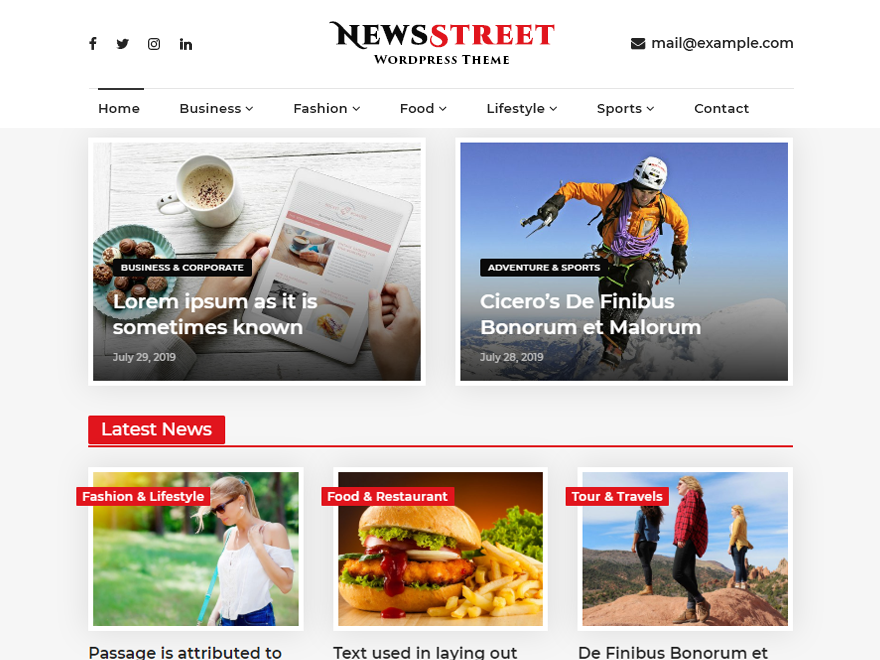 NEWSSTREET
WORDPRESS THEME
mail@example.com
Home Business Fashion Food Lifestyle Sports Contact
BUSINESS & CORPORATE
Lorem ipsum as it is
sometimes known
July 29, 2019
ADVENTURE & SPORTS
Cicero’s De Finibus
Bonorum et Malorum
July 28, 2019
Latest News
Fashion & Lifestyle
Food & Restaurant
Tour & Travels
Passage is attributed to
Text used in laying out
De Finibus Bonorum et